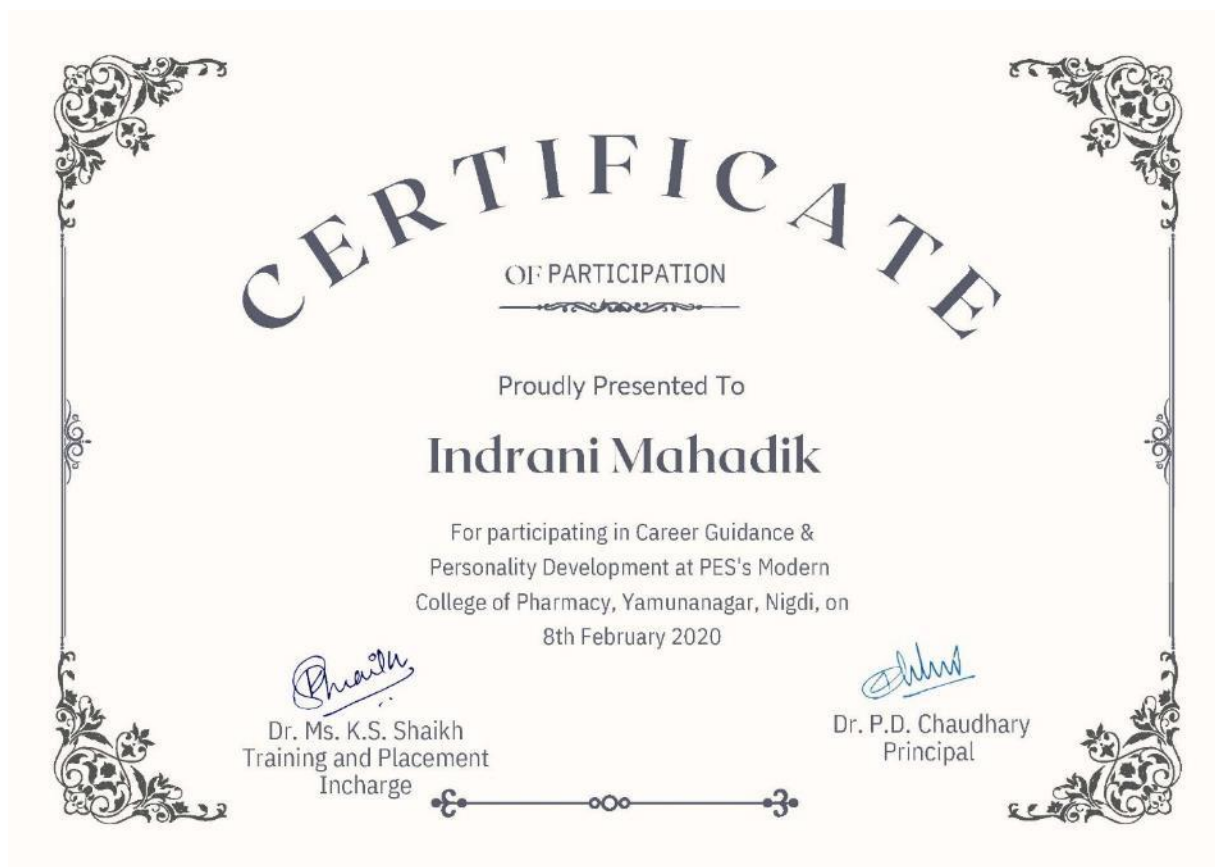 CERTIFICATE
OF PARTICIPATION
Proudly Presented To
Indrani Mahadik
For participating in Career Guidance &
Personality Development at PES's Modern
College of Pharmacy, Yamunanagar, Nigdi, on
8th February 2020
Dr. Ms. K.S. Shaikh
Training and Placement
Incharge
Dr. P.D. Chaudhary
Principal